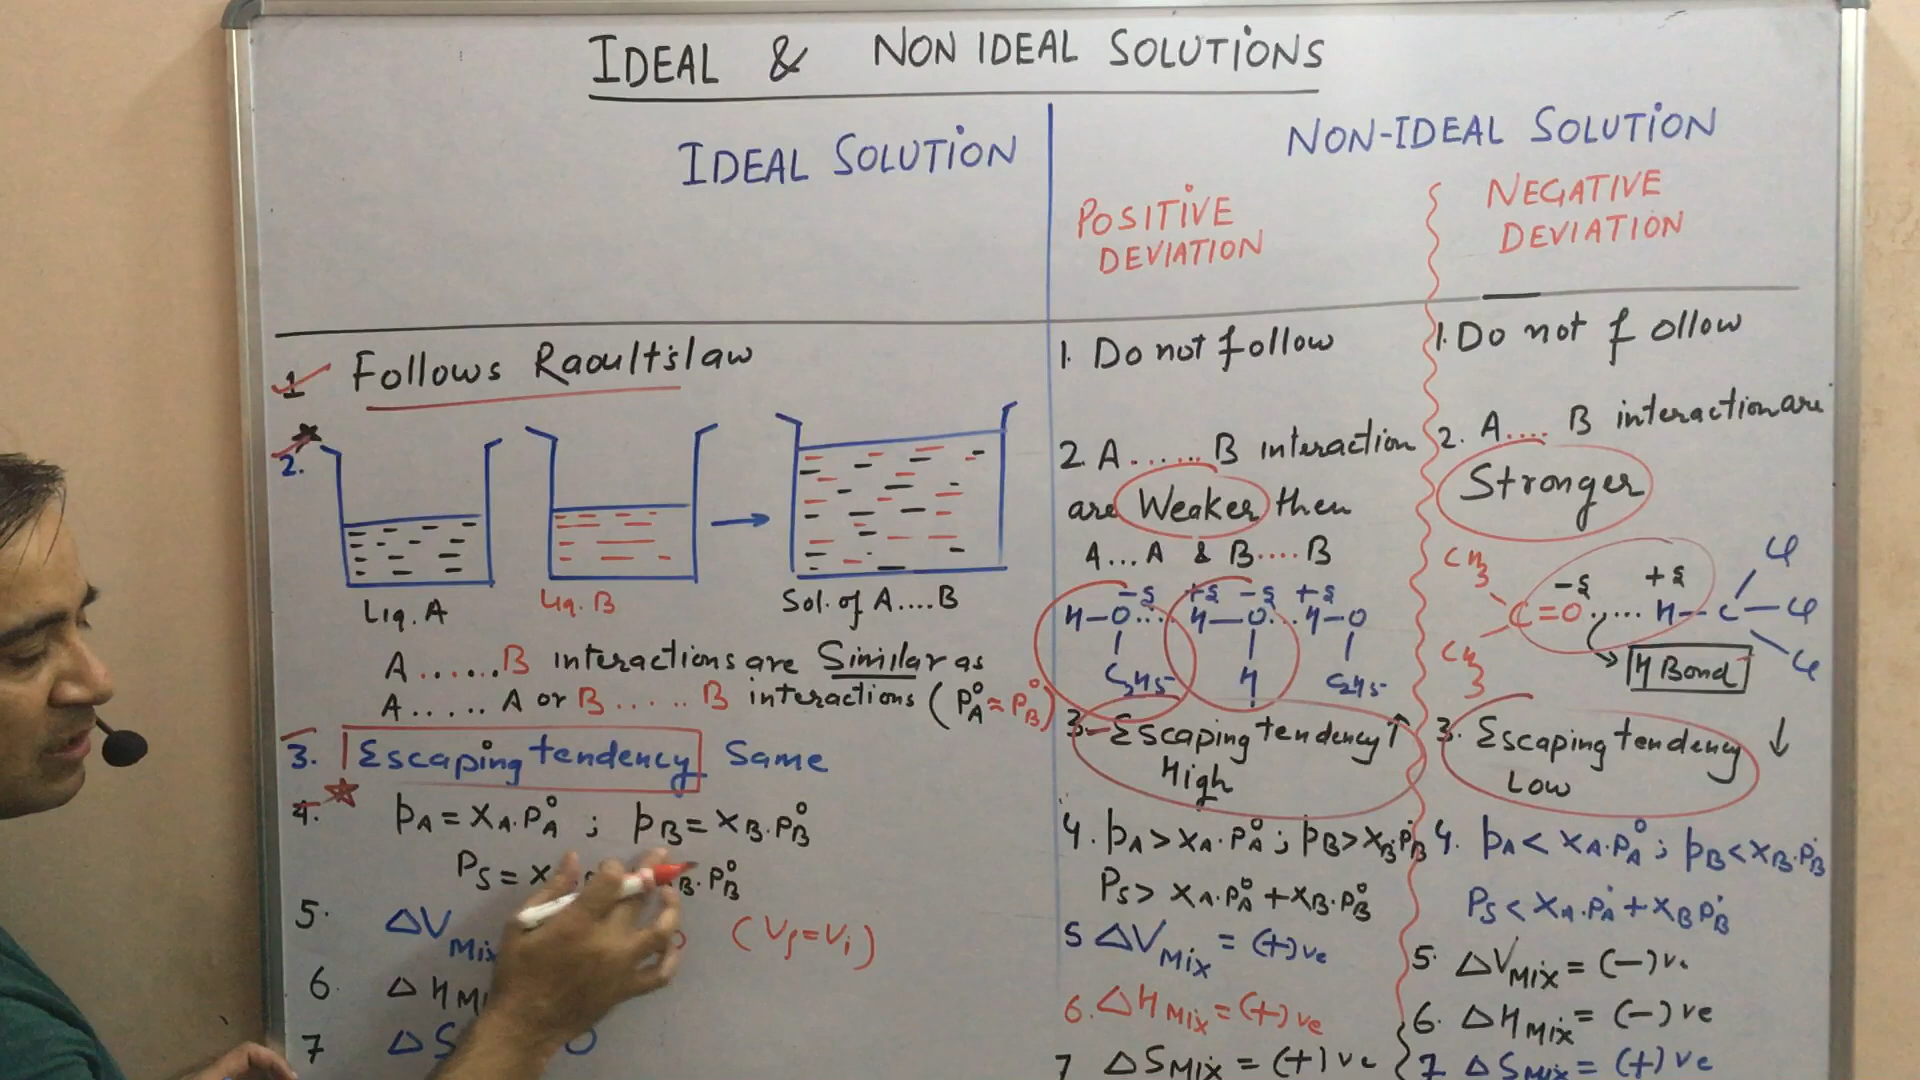 IDEAL & NON IDEAL SOLUTIONS
IDEAL SOLUTION
1 Follows Raoult's law
2.
Liq. A
Liq. B
Sol. of A....B
A......B interactions are Similar as
A..... A or B...... B interactions (P°A ≈ P°B)
3. Escaping tendency Same
4. pA = xA.P°A ; pB = xB.P°B
PS = x B.P°B
5. ΔVMix (Vf = Vi)
6. ΔHMi
7 ΔS
NON-IDEAL SOLUTION
POSITIVE
DEVIATION
1. Do not follow
2. A...... B interaction
are Weaker then
A...A & B....B
-δ +δ -δ +δ
H-O... H-O...H-O
C2H5 H C2H5
3- Escaping tendency ↑
High
4. pA > xA.P°A ; pB > xB.P°B
PS > xA.P°A + xB.P°B
5 ΔVMix = (+)ve
6. ΔHMix = (+)ve
7 ΔSMix = (+)ve
NEGATIVE
DEVIATION
1. Do not follow
2. A.... B interaction are
Stronger
CH3 -δ +δ Cl
C=O..... H-C-Cl
CH3 Cl
H Bond
3. Escaping tendency ↓
Low
4. pA < xA.P°A ; pB < xB.P°B
PS < xA.P°A + xB P°B
5. ΔVMix = (-)ve
6. ΔHMix = (-)ve
7 ΔSMix = (+)ve